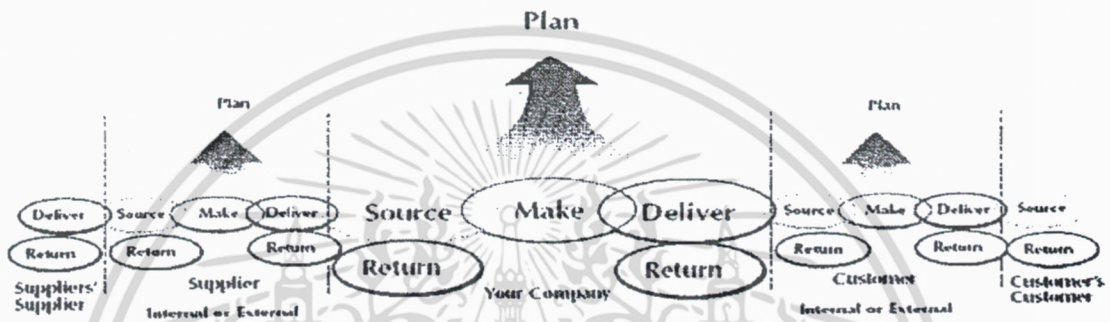 Plan
Plan
Plan
Deliver Source Make Deliver Source Make Deliver Source Make Deliver Source
Return Return Return Return Return Return Return Return
Suppliers' Supplier Your Company Customer Customer's
Supplier Customer
Internal or External Internal or External